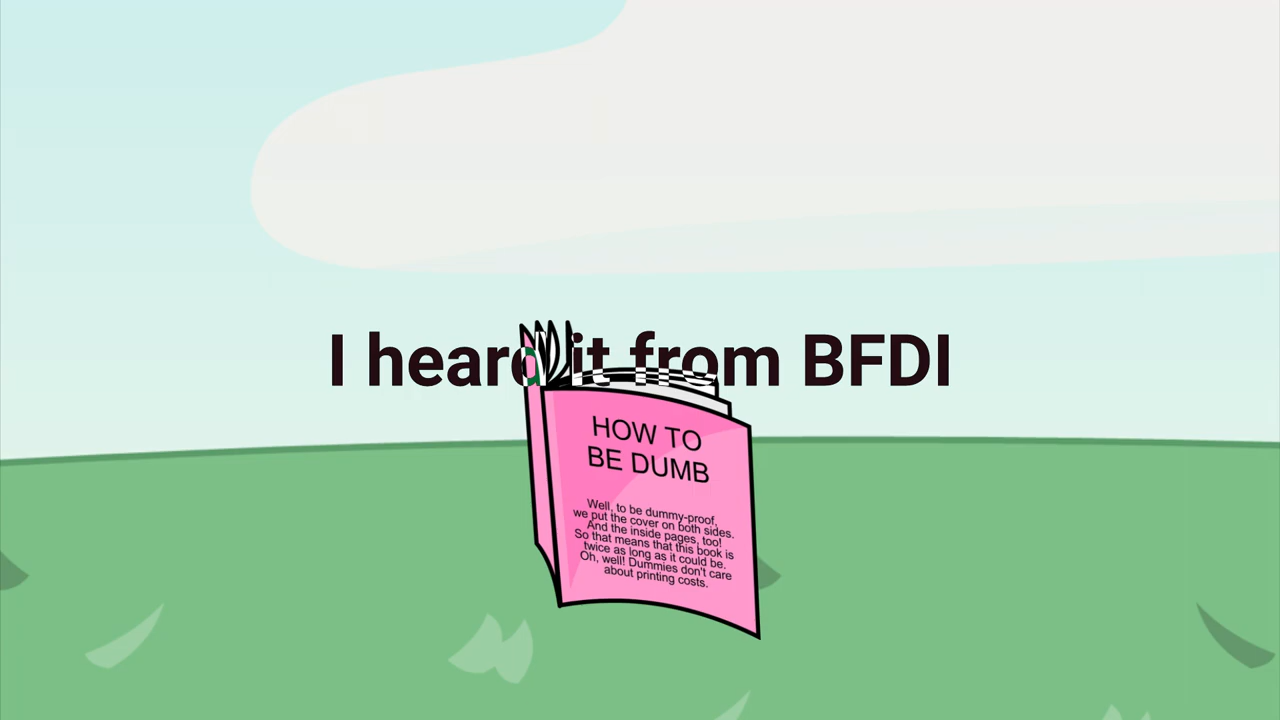 I heard it from BFDI
HOW TO
BE DUMB
Well, to be dummy-proof,
we put the cover on both sides.
And the inside pages, too!
So that means that this book is
twice as long as it could be.
Oh, well! Dummies don't care
about printing costs.